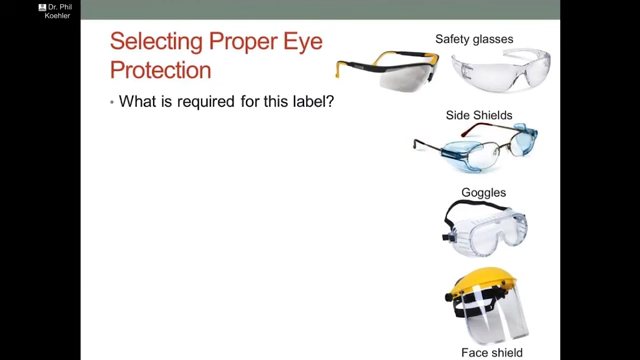 Dr. Phil
Koehler
Selecting Proper Eye
Protection
• What is required for this label?
Safety glasses
Side Shields
Goggles
Face shield